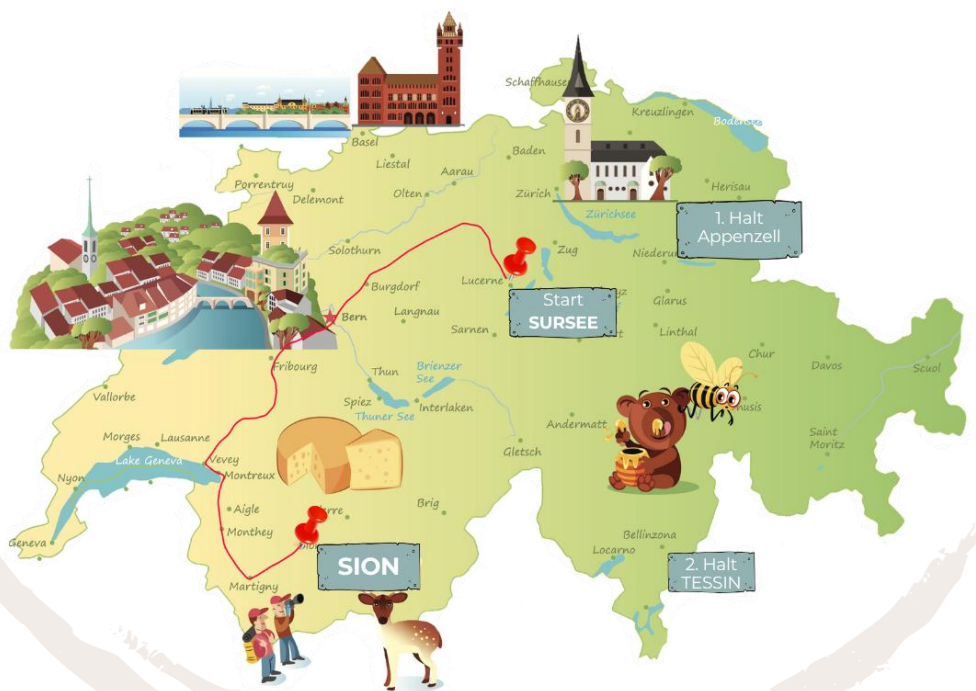 Schaffhausen
Kreuzlingen
Bodensee
Basel
Liestal
Baden
Aarau
Olten
Porrentruy
Delemont
Zürich
Herisau
Zürichsee
1. Halt
Appenzell
Solothurn
Zug
Lucerne
Burgdorf
Start
SURSEE
Glarus
Bern
Langnau
Sarnen
Linthal
Fribourg
Chur
Davos
Scuol
Thun
Brienzer
See
Spiez
Interlaken
Thuner See
Vallorbe
Andermatt
Saint
Moritz
Morges
Lausanne
Gletsch
Lake Geneva
Vevey
Nyon
Montreux
Aigle
Brig
Monthey
Geneva
Bellinzona
Locarno
SION
2. Halt
TESSIN
Martigny